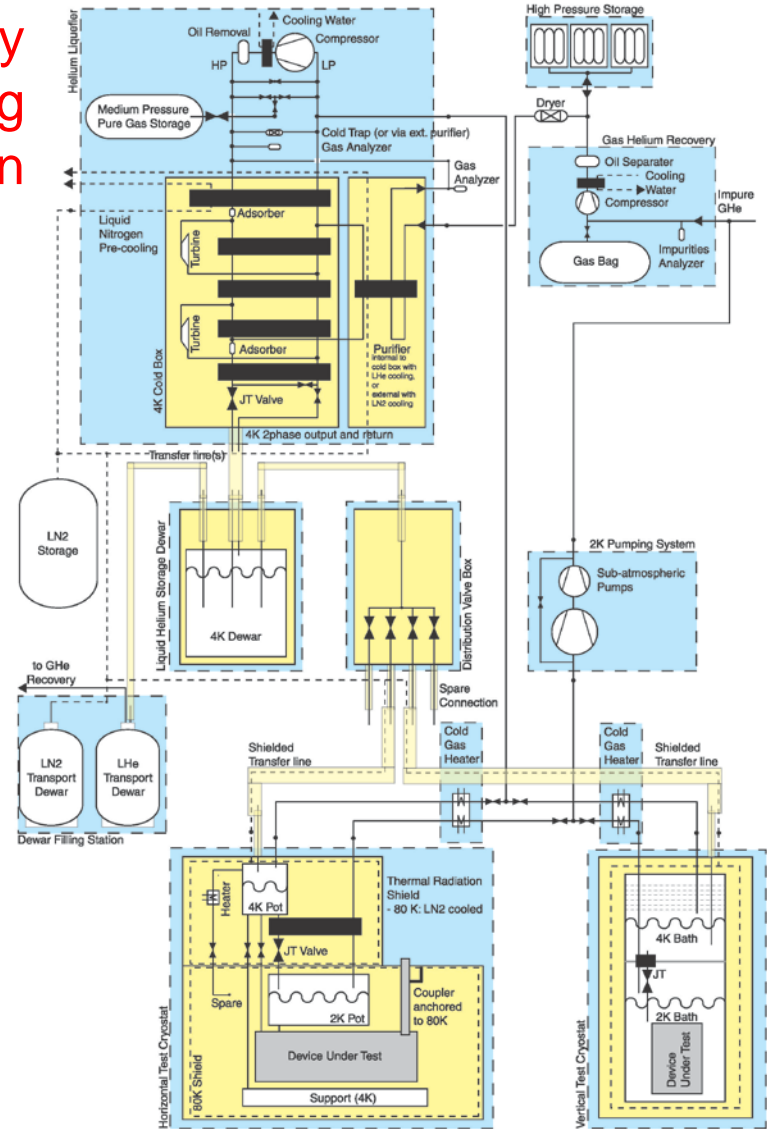 y
g
n
Helium Liquefier
Oil Removal
Cooling Water
Compressor
HP
LP
Medium Pressure
Pure Gas Storage
Cold Trap (or via ext. purifier)
Gas Analyzer
Gas
Analyzer
High Pressure Storage
Dryer
Gas Helium Recovery
Oil Separater
Cooling
Water
Compressor
Impure
GHe
Gas Bag
Impurities
Analyzer
Liquid
Nitrogen
Pre-cooling
Adsorber
Turbine
Turbine
Adsorber
JT Valve
4K Cold Box
Purifier
internal to
cold box with
LHe cooling,
or
external with
LN2 cooling
4K 2phase output and return
Transfer line(s)
LN2
Storage
Liquid Helium Storage Dewar
4K Dewar
Distribution Valve Box
2K Pumping System
Sub-atmospheric
Pumps
to GHe
Recovery
LN2
Transport
Dewar
LHe
Transport
Dewar
Dewar Filling Station
Spare
Connection
Shielded
Transfer line
Cold
Gas
Heater
Cold
Gas
Heater
Shielded
Transfer line
Horizontal Test Cryostat
Heater
4K Pot
Thermal Radiation
Shield
- 80 K: LN2 cooled
JT Valve
Spare
2K Pot
Coupler
anchored
to 80K
80K Shield
Device Under Test
Support (4K)
Vertical Test Cryostat
4K Bath
JT
2K Bath
Device
Under Test